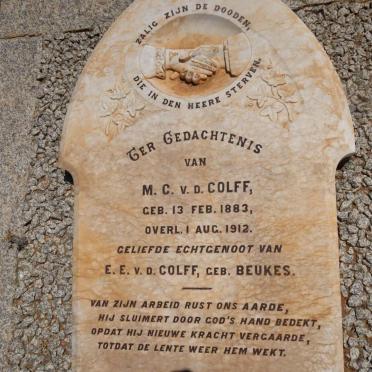 ZALIG ZIJN DE DOODEN,
DIE IN DEN HEERE STERVEN.
TER GEDACHTENIS
VAN
M. C. V. D. COLFF,
GEB. 13 FEB. 1883,
OVERL. 1 AUG. 1912.
GELIEFDE ECHTGENOOT VAN
E. E. V. D. COLFF, GEB. BEUKES.
VAN ZIJN ARBEID RUST ONS AARDE,
HIJ SLUIMERT DOOR GOD'S HAND BEDEKT,
OPDAT HIJ NIEUWE KRACHT VERGAARDE,
TOTDAT DE LENTE WEER HEM WEKT.